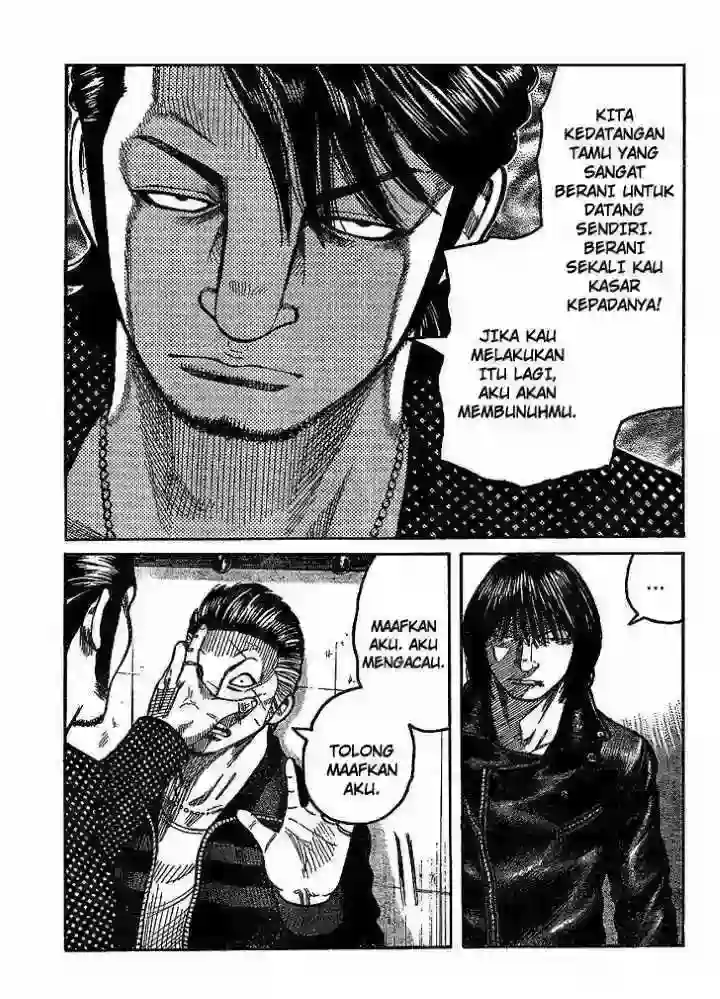 KITA
KEDATANGAN
TAMU YANG
SANGAT
BERANI UNTUK
DATANG
SENDIRI.
BERANI
SEKALI KAU
KASAR
KEPADANYA!
JIKA KAU
MELAKUKAN
ITU LAGI,
AKU AKAN
MEMBUNUHMU.
MAAFKAN
AKU. AKU
MENGACAU.
TOLONG
MAAFKAN
AKU.
...